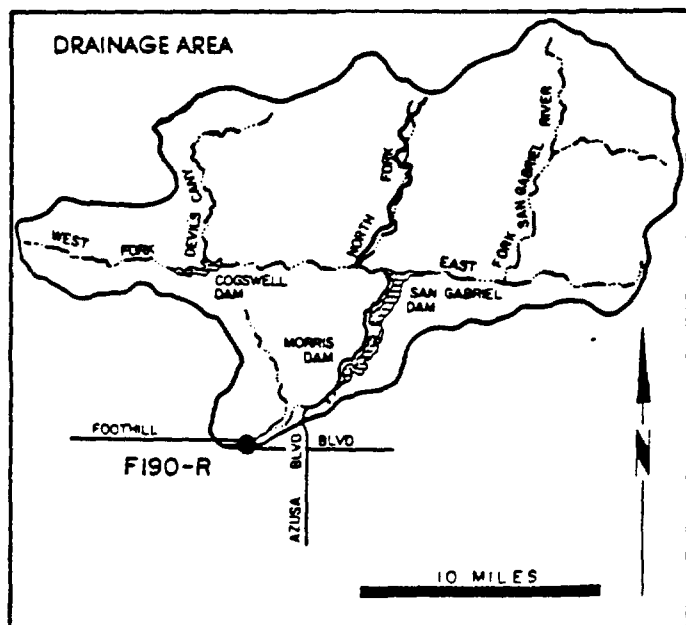 DRAINAGE AREA
WEST FORK
DEVILS CANY
NORTH FORK
EAST FORK SAN GABRIEL RIVER
COGSWELL
DAM
SAN GABRIEL
DAM
MORRIS
DAM
FOOTHILL BLVD
F190-R
AZUSA BLVD
10 MILES
N